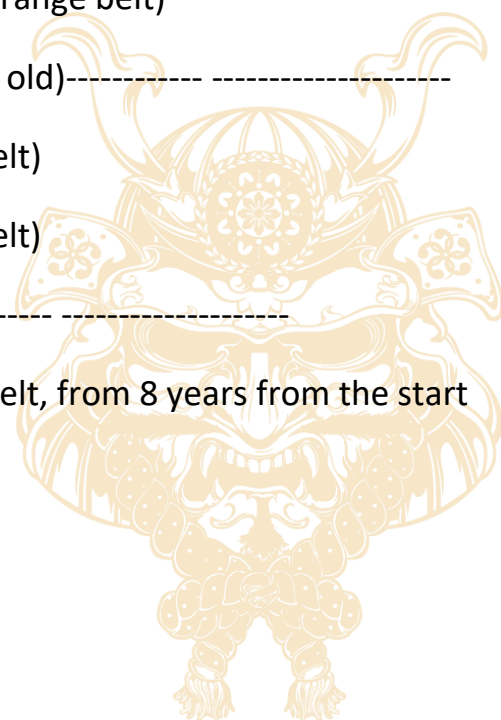 range belt)
old)------------ ---------------------
elt)
elt)
----- --------------------
elt, from 8 years from the start